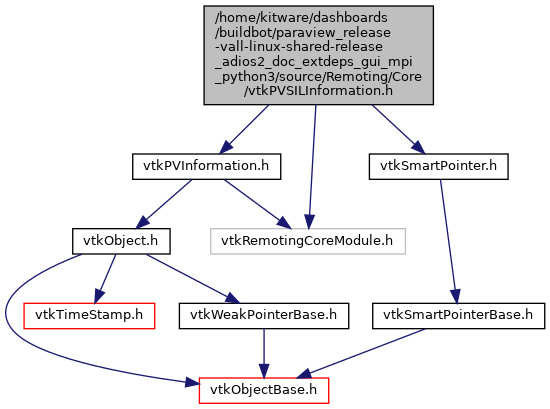 /home/kitware/dashboards
/buildbot/paraview_release
-vall-linux-shared-release
_adios2_doc_extdeps_gui_mpi
_python3/source/Remoting/Core
/vtkPVSILInformation.h
vtkPVInformation.h
vtkSmartPointer.h
vtkObject.h
vtkRemotingCoreModule.h
vtkTimeStamp.h
vtkWeakPointerBase.h
vtkSmartPointerBase.h
vtkObjectBase.h